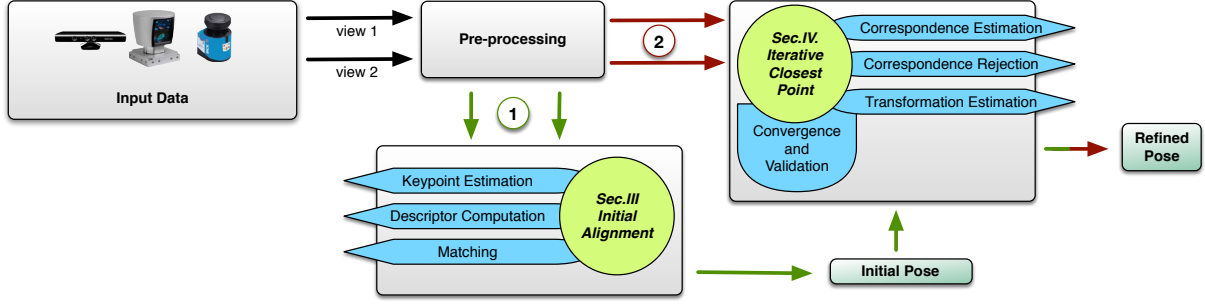 Input Data
view 1
view 2
Pre-processing
1
2
Sec.IV.
Iterative
Closest
Point
Correspondence Estimation
Correspondence Rejection
Transformation Estimation
Convergence
and
Validation
Keypoint Estimation
Descriptor Computation
Matching
Sec.III
Initial
Alignment
Initial Pose
Refined
Pose